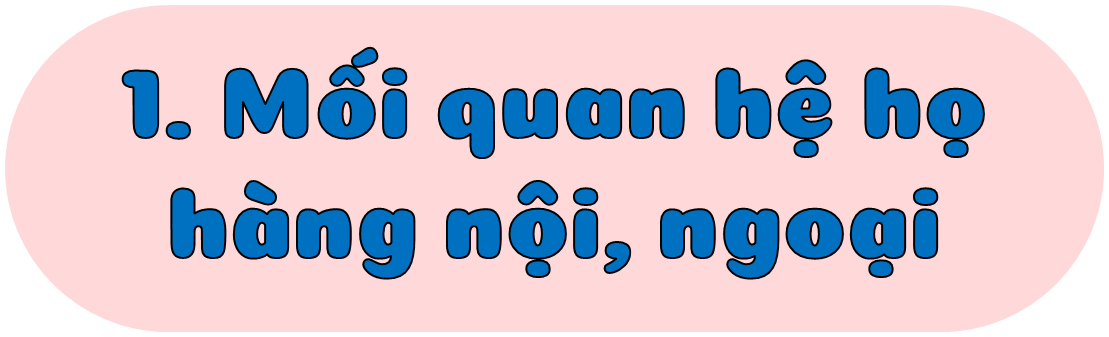 1. Mối quan hệ họ
hàng nội, ngoại